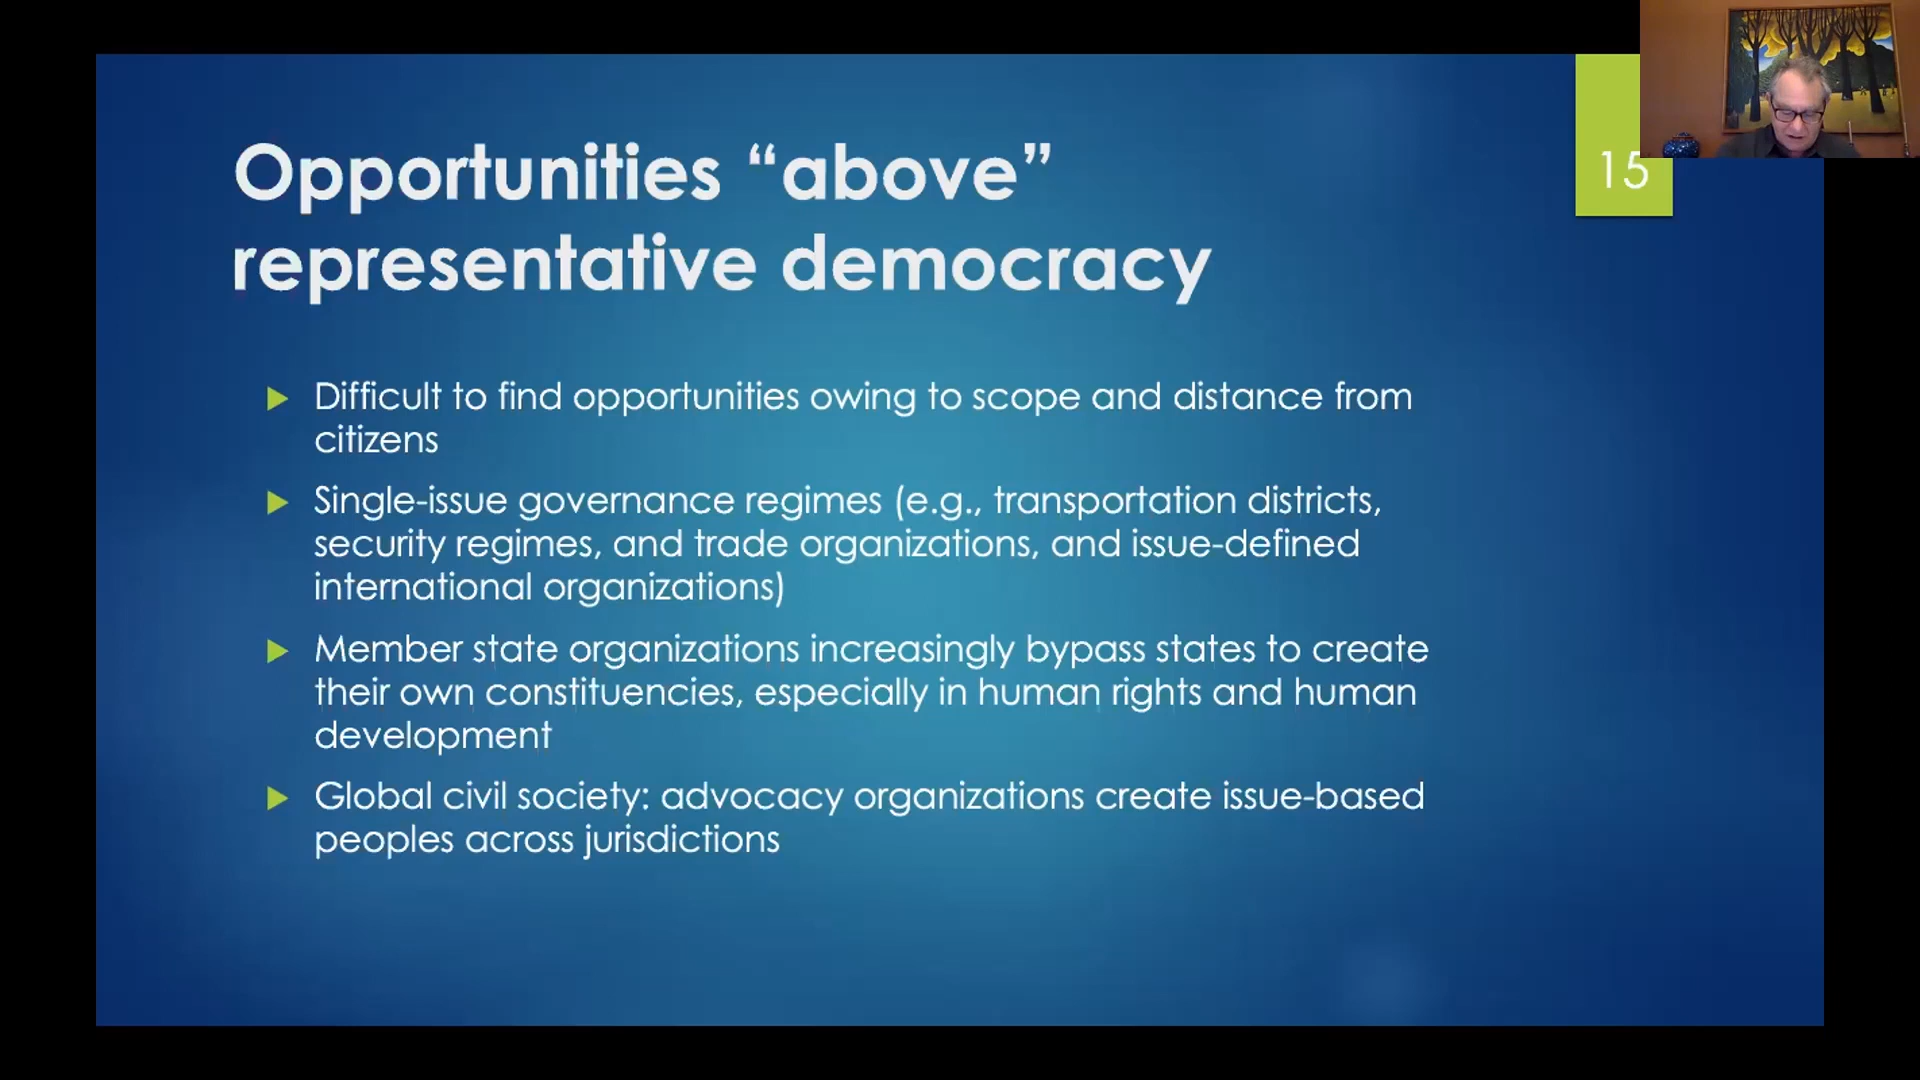 Opportunities “above”
representative democracy
15
Difficult to find opportunities owing to scope and distance from
citizens
Single-issue governance regimes (e.g., transportation districts,
security regimes, and trade organizations, and issue-defined
international organizations)
Member state organizations increasingly bypass states to create
their own constituencies, especially in human rights and human
development
Global civil society: advocacy organizations create issue-based
peoples across jurisdictions